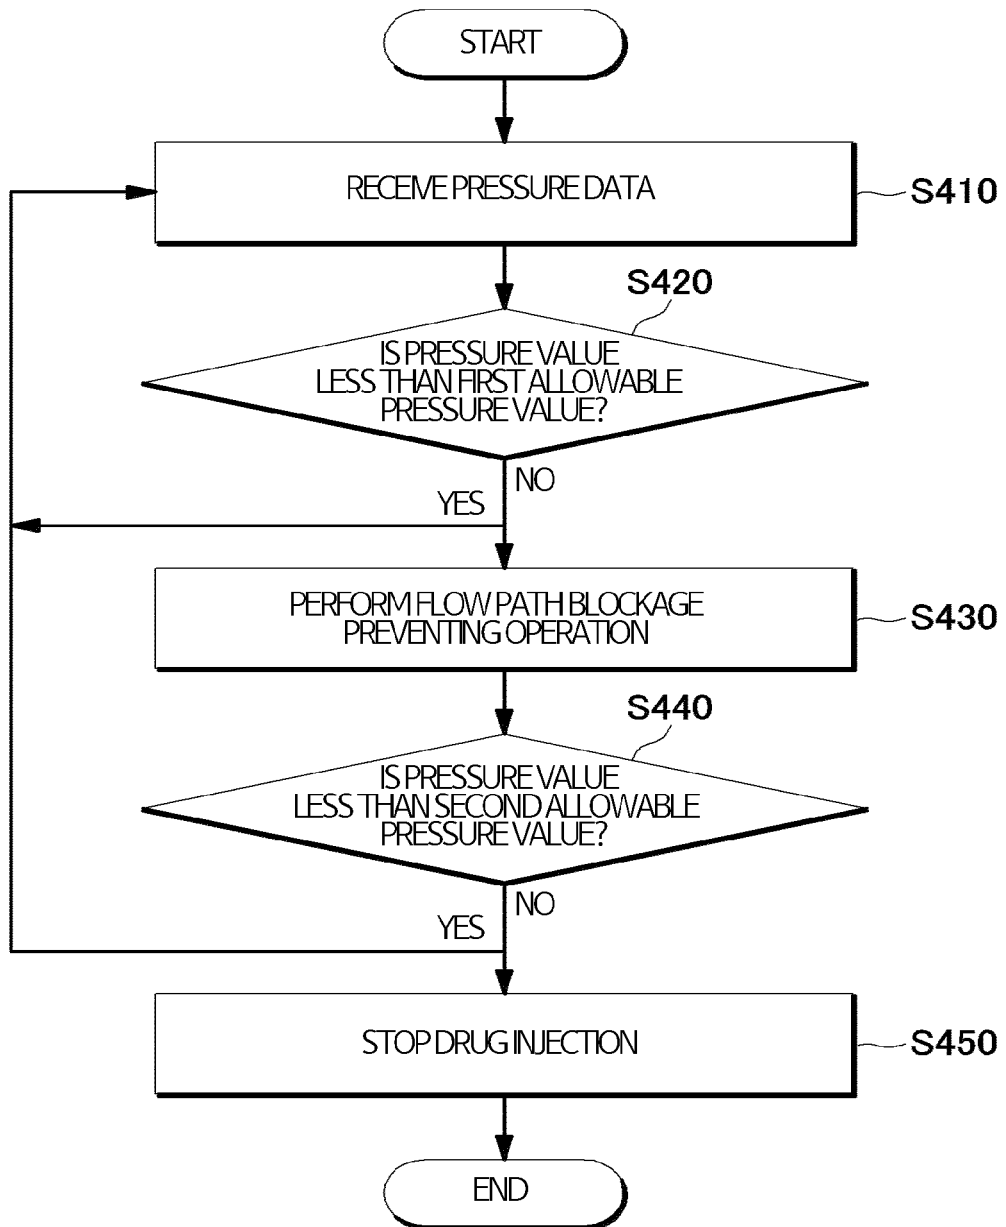 START
RECEIVE PRESSURE DATA
S410
S420
IS PRESSURE VALUE
LESS THAN FIRST ALLOWABLE
PRESSURE VALUE?
NO
YES
PERFORM FLOW PATH BLOCKAGE
PREVENTING OPERATION
S430
S440
IS PRESSURE VALUE
LESS THAN SECOND ALLOWABLE
PRESSURE VALUE?
NO
YES
STOP DRUG INJECTION
S450
END